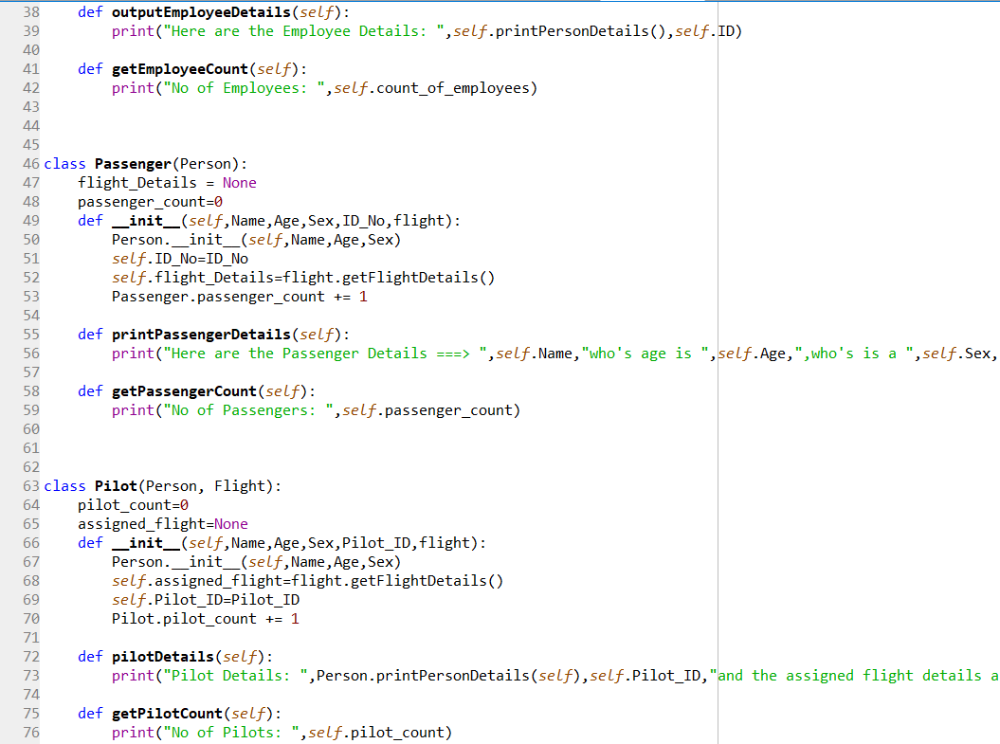 38 def outputEmployeeDetails(self):
39 print("Here are the Employee Details: ",self.printPersonDetails(),self.ID)
40
41 def getEmployeeCount(self):
42 print("No of Employees: ",self.count_of_employees)
43
44
45
46 class Passenger(Person):
47 flight_Details = None
48 passenger_count=0
49 def __init__(self,Name,Age,Sex,ID_No,flight):
50 Person.__init__(self,Name,Age,Sex)
51 self.ID_No=ID_No
52 self.flight_Details=flight.getFlightDetails()
53 Passenger.passenger_count += 1
54
55 def printPassengerDetails(self):
56 print("Here are the Passenger Details ===> ",self.Name,"who's age is ",self.Age,",who's is a ",self.Sex,
57
58 def getPassengerCount(self):
59 print("No of Passengers: ",self.passenger_count)
60
61
62
63 class Pilot(Person, Flight):
64 pilot_count=0
65 assigned_flight=None
66 def __init__(self,Name,Age,Sex,Pilot_ID,flight):
67 Person.__init__(self,Name,Age,Sex)
68 self.assigned_flight=flight.getFlightDetails()
69 self.Pilot_ID=Pilot_ID
70 Pilot.pilot_count += 1
71
72 def pilotDetails(self):
73 print("Pilot Details: ",Person.printPersonDetails(self),self.Pilot_ID,"and the assigned flight details a
74
75 def getPilotCount(self):
76 print("No of Pilots: ",self.pilot_count)